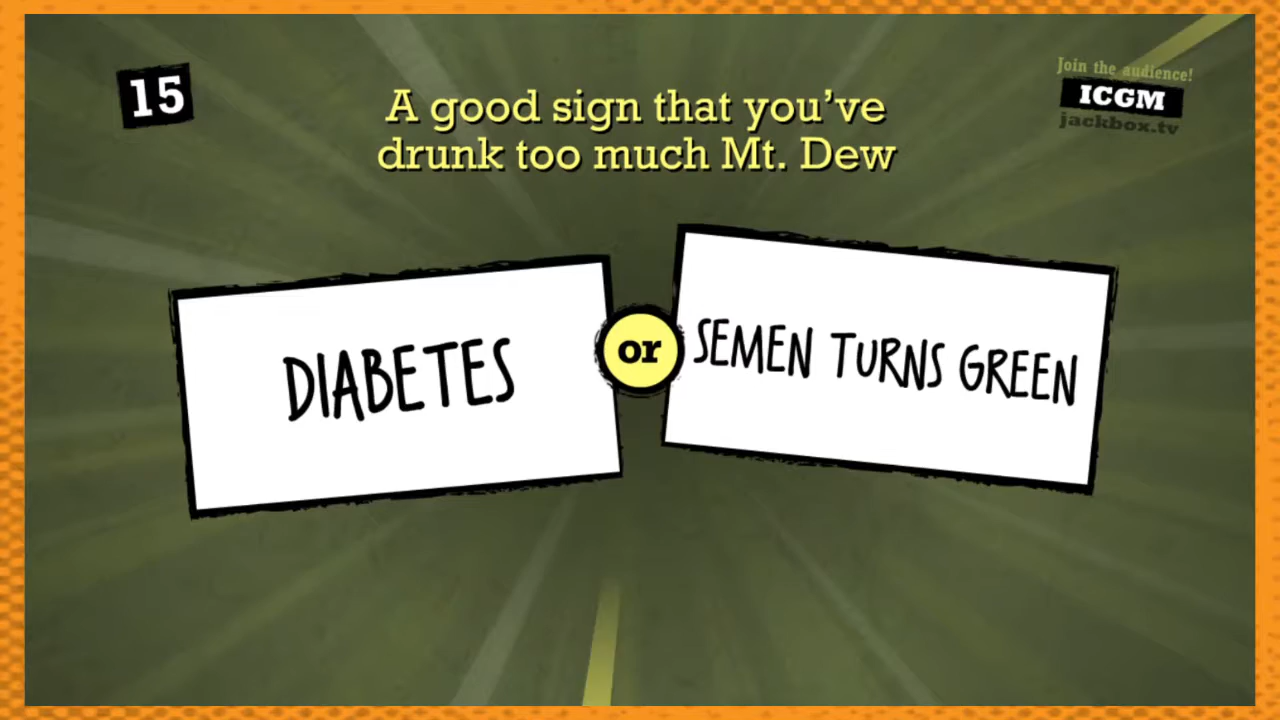 15
A good sign that you've
drunk too much Mt. Dew
Join the audience!
ICGM
jackbox.tv
DIABETES
or
SEMEN TURNS GREEN